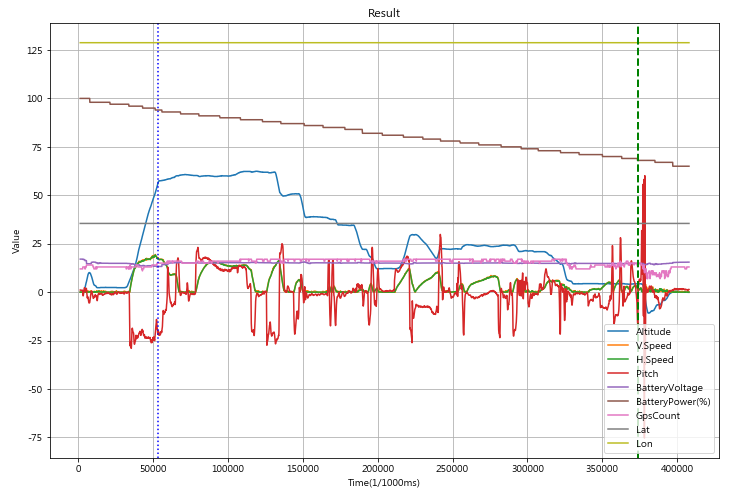 Result
125
100
75
50
25
0
-25
-50
-75
Value
0
50000
100000
150000
200000
250000
300000
350000
400000
Time(1/1000ms)
Altitude
V.Speed
H.Speed
Pitch
BatteryVoltage
BatteryPower(%)
GpsCount
Lat
Lon